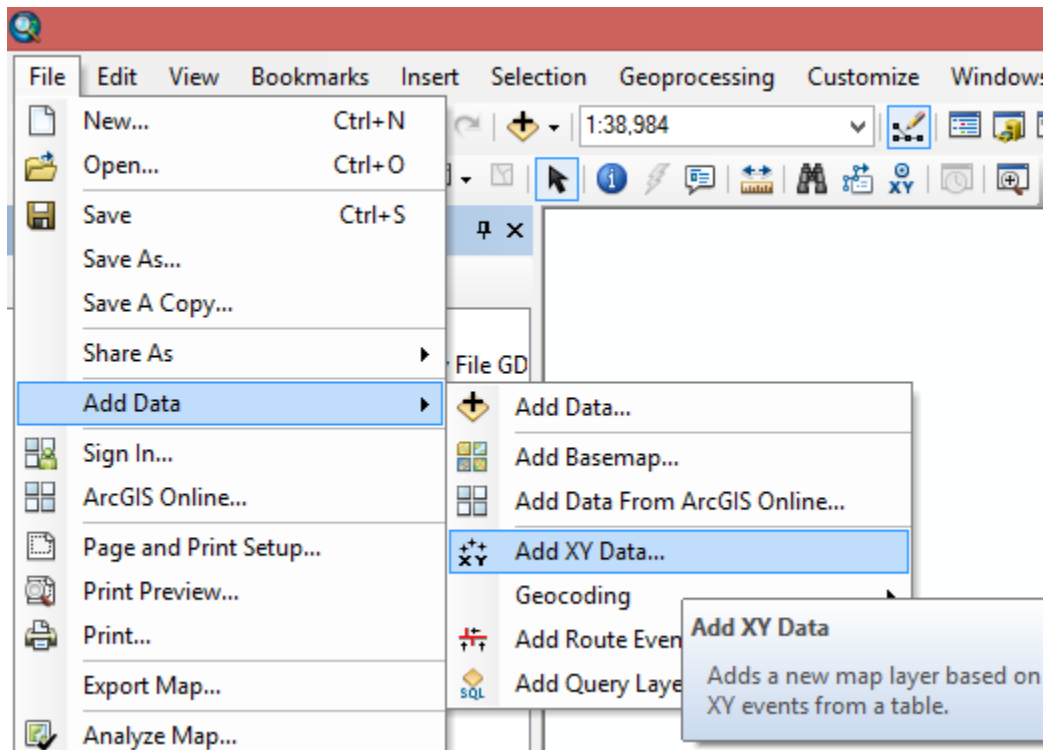 File Edit View Bookmarks Insert Selection Geoprocessing Customize Windows
New... Ctrl+N
1:38,984
Open... Ctrl+O
XY
Save Ctrl+S
Save As...
Save A Copy...
Share As
File GD
Add Data
Add Data...
Sign In...
Add Basemap...
ArcGIS Online...
Add Data From ArcGIS Online...
Page and Print Setup...
XY Add XY Data...
Print Preview...
Geocoding
Print...
Add Route Even
Add XY Data
Adds a new map layer based on
XY events from a table.
Export Map...
SQL Add Query Laye
Analyze Map...